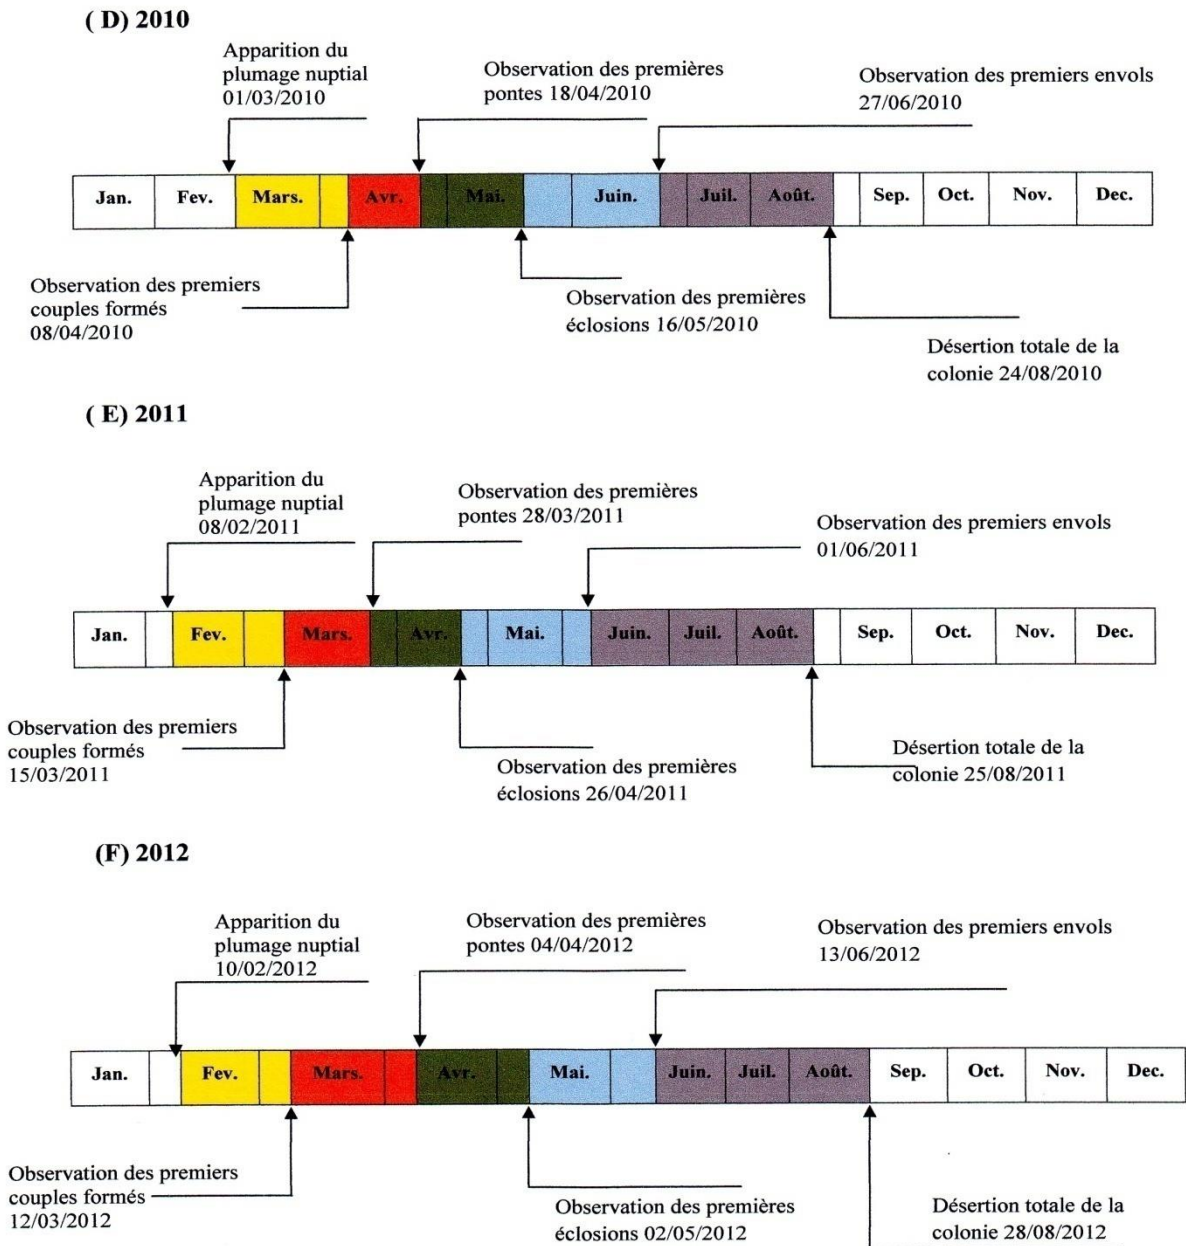 ( D) 2010
Apparition du
plumage nuptial
01/03/2010
Observation des premières
pontes 18/04/2010
Observation des premiers envols
27/06/2010
Jan. Fev. Mars. Avr. Mai. Juin. Juil. Août. Sep. Oct. Nov. Dec.
Observation des premiers
couples formés
08/04/2010
Observation des premières
éclosions 16/05/2010
Désertion totale de la
colonie 24/08/2010
( E) 2011
Apparition du
plumage nuptial
08/02/2011
Observation des premières
pontes 28/03/2011
Observation des premiers envols
01/06/2011
Jan. Fev. Mars. Avr. Mai. Juin. Juil. Août. Sep. Oct. Nov. Dec.
Observation des premiers
couples formés
15/03/2011
Observation des premières
éclosions 26/04/2011
Désertion totale de la
colonie 25/08/2011
(F) 2012
Apparition du
plumage nuptial
10/02/2012
Observation des premières
pontes 04/04/2012
Observation des premiers envols
13/06/2012
Jan. Fev. Mars. Avr. Mai. Juin. Juil. Août. Sep. Oct. Nov. Dec.
Observation des premiers
couples formés
12/03/2012
Observation des premières
éclosions 02/05/2012
Désertion totale de la
colonie 28/08/2012